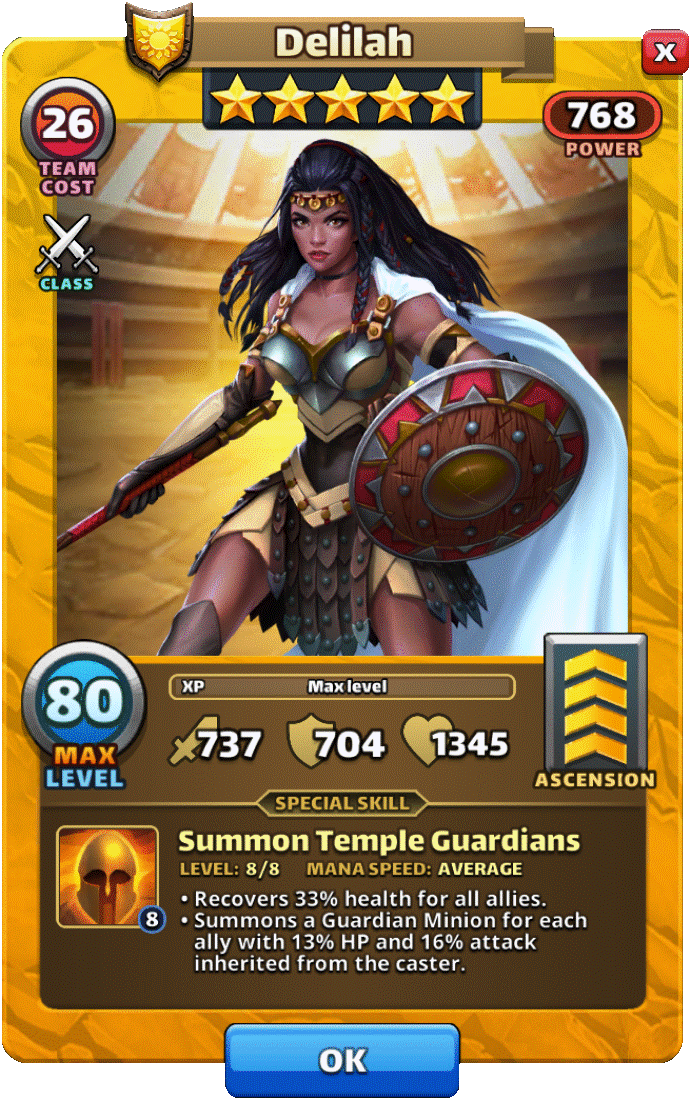 Delilah
X
26
TEAM
COST
768
POWER
CLASS
80
MAX
LEVEL
XP Max level
737 704 1345
ASCENSION
SPECIAL SKILL
Summon Temple Guardians
LEVEL: 8/8 MANA SPEED: AVERAGE
8
• Recovers 33% health for all allies.
• Summons a Guardian Minion for each
ally with 13% HP and 16% attack
inherited from the caster.
OK